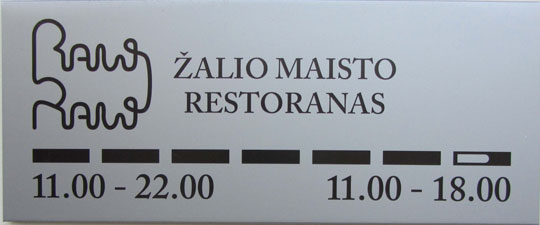 RAW
RAW
ŽALIO MAISTO
RESTORANAS
11.00 - 22.00 11.00 - 18.00